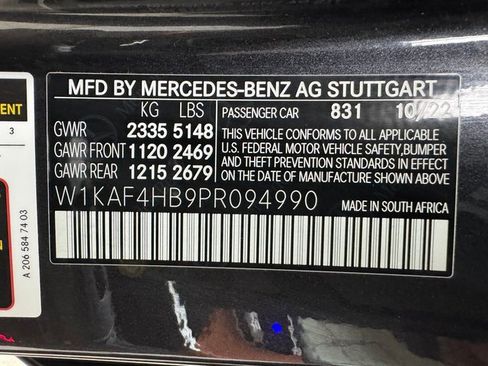 MFD BY MERCEDES-BENZ AG STUTTGART
KG LBS
PASSENGER CAR 831 10/22
GVWR 2335 5148
GAWR FRONT 1120 2469
GAWR REAR 1215 2679
THIS VEHICLE CONFORMS TO ALL APPLICABLE
U.S. FEDERAL MOTOR VEHICLE SAFETY,BUMPER
AND THEFT PREVENTION STANDARDS IN
EFFECT ON THE DATE OF MANUFACTURE
SHOWN ABOVE.
W1KAF4HB9PR094990
MADE IN SOUTH AFRICA
3
A 206 584 74 03